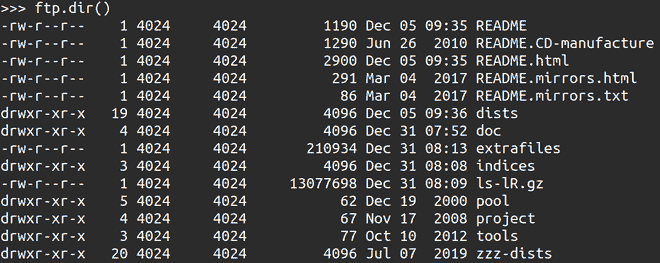 >>> ftp.dir()
-rw-r--r--    1 4024     4024         1190 Dec 05 09:35 README
-rw-r--r--    1 4024     4024         1290 Jun 26  2010 README.CD-manufacture
-rw-r--r--    1 4024     4024         2900 Dec 05 09:35 README.html
-rw-r--r--    1 4024     4024          291 Mar 04  2017 README.mirrors.html
-rw-r--r--    1 4024     4024           86 Mar 04  2017 README.mirrors.txt
drwxr-xr-x   19 4024     4024         4096 Dec 05 09:36 dists
drwxr-xr-x    4 4024     4024         4096 Dec 31 07:52 doc
-rw-r--r--    1 4024     4024       210934 Dec 31 08:13 extrafiles
drwxr-xr-x    3 4024     4024         4096 Dec 31 08:08 indices
-rw-r--r--    1 4024     4024     13077698 Dec 31 08:09 ls-lR.gz
drwxr-xr-x    5 4024     4024           62 Dec 19  2000 pool
drwxr-xr-x    4 4024     4024           67 Nov 17  2008 project
drwxr-xr-x    3 4024     4024           77 Oct 10  2012 tools
drwxr-xr-x   20 4024     4024         4096 Jul 07  2019 zzz-dists